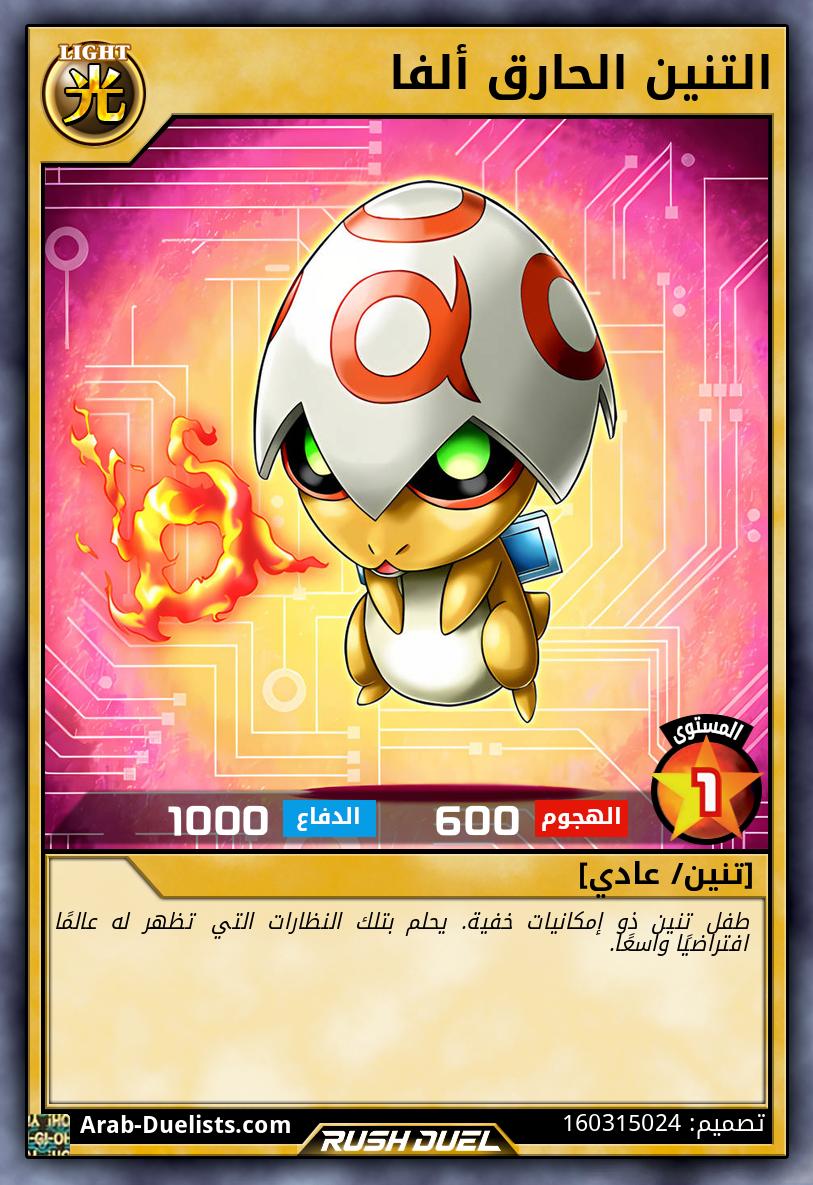 التنين الحارق ألفا
LIGHT
光
α
المستوى
1
الهجوم 600 الدفاع 1000
[تنين/ عادي]
طفل تنين ذو إمكانيات خفية. يحلم بتلك النظارات التي تظهر له عالمًا
افتراضيًا واسعًا.
تصميم: 160315024
RUSH DUEL
Arab-Duelists.com